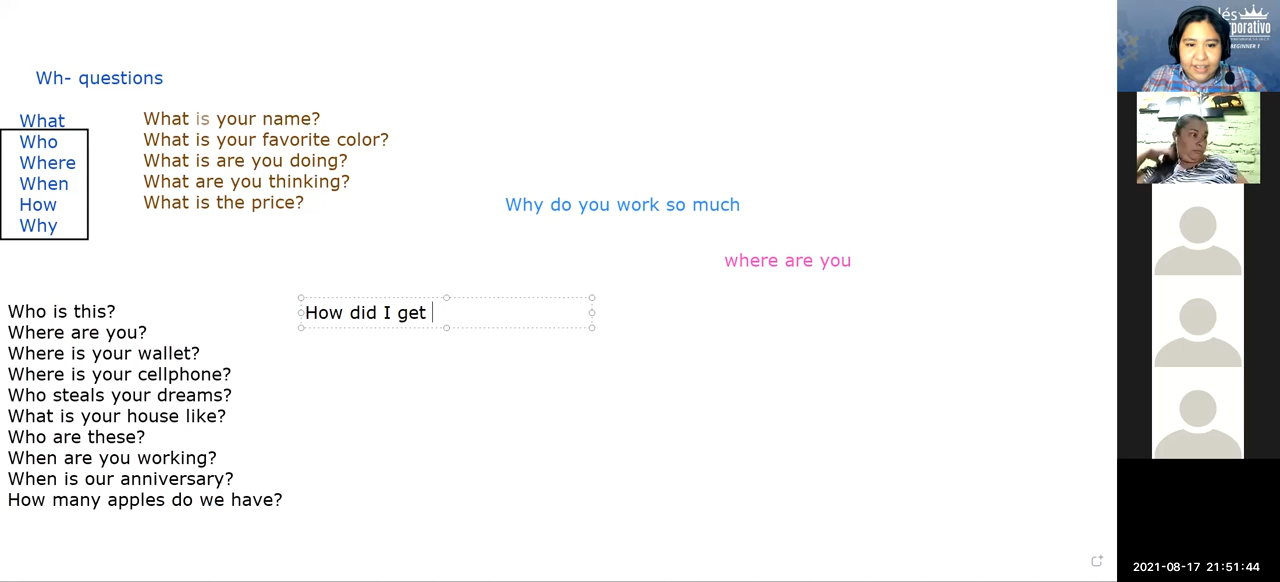 Wh- questions
What
Who
Where
When
How
Why
What is your name?
What is your favorite color?
What is are you doing?
What are you thinking?
What is the price?
Why do you work so much
where are you
Who is this?
Where are you?
Where is your wallet?
Where is your cellphone?
Who steals your dreams?
What is your house like?
Who are these?
When are you working?
When is our anniversary?
How many apples do we have?
How did I get
BEGINNER 1
2021-08-17 21:51:44